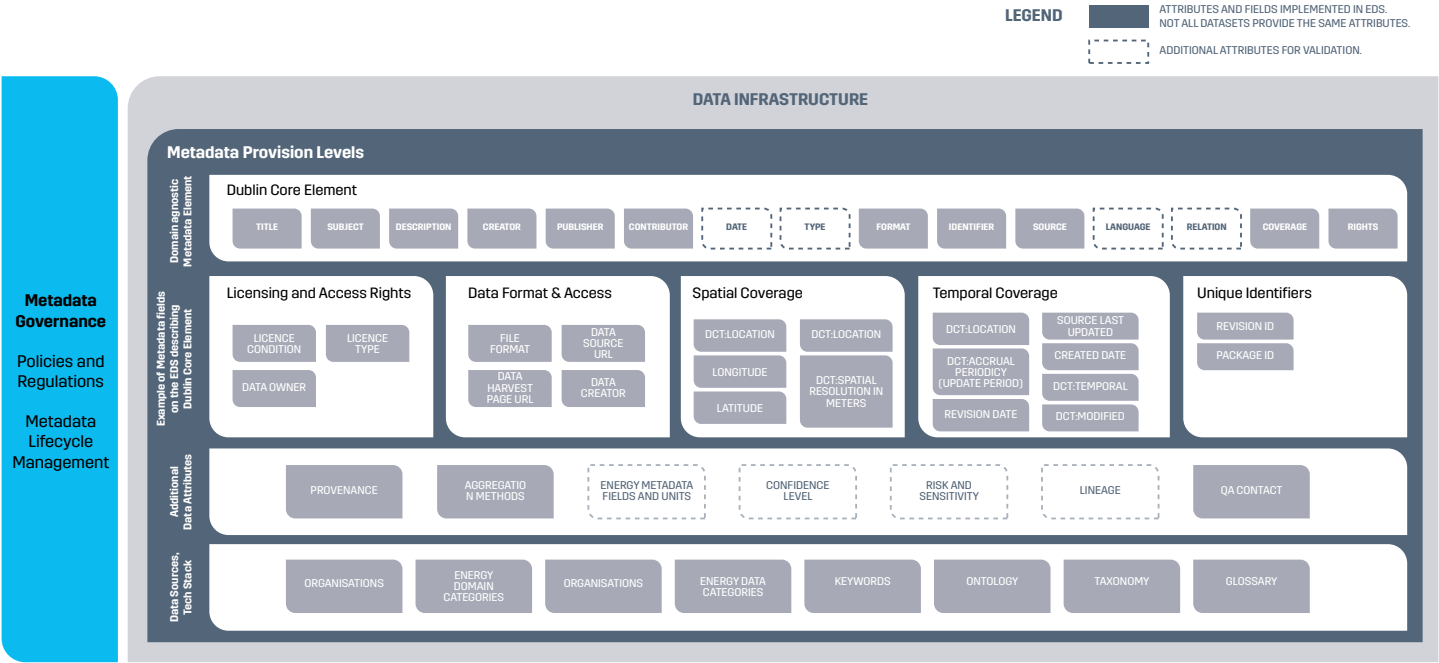 LEGEND
ATTRIBUTES AND FIELDS IMPLEMENTED IN EDS.
NOT ALL DATASETS PROVIDE THE SAME ATTRIBUTES.
ADDITIONAL ATTRIBUTES FOR VALIDATION.
Metadata
Governance
Policies and
Regulations
Metadata
Lifecycle
Management
DATA INFRASTRUCTURE
Metadata Provision Levels
Domain agnostic
Metadata Element
Dublin Core Element
TITLE
SUBJECT
DESCRIPTION
CREATOR
PUBLISHER
CONTRIBUTOR
DATE
TYPE
FORMAT
IDENTIFIER
SOURCE
LANGUAGE
RELATION
COVERAGE
RIGHTS
Example of Metadata fields
on the EDS describing
Dublin Core Element
Licensing and Access Rights
LICENCE
CONDITION
LICENCE
TYPE
DATA OWNER
Data Format & Access
FILE
FORMAT
DATA
SOURCE
URL
DATA
HARVEST
PAGE URL
DATA
CREATOR
Spatial Coverage
DCT:LOCATION
DCT:LOCATION
LONGITUDE
DCT:SPATIAL
RESOLUTION IN
METERS
LATITUDE
Temporal Coverage
DCT:LOCATION
SOURCE LAST
UPDATED
DCT:ACCRUAL
PERIODICY
(UPDATE PERIOD)
CREATED DATE
DCT:TEMPORAL
REVISION DATE
DCT:MODIFIED
Unique Identifiers
REVISION ID
PACKAGE ID
Additional
Data Attributes
PROVENANCE
AGGREGATIO
N METHODS
ENERGY METADATA
FIELDS AND UNITS
CONFIDENCE
LEVEL
RISK AND
SENSITIVITY
LINEAGE
QA CONTACT
Data Sources,
Tech Stack
ORGANISATIONS
ENERGY
DOMAIN
CATEGORIES
ORGANISATIONS
ENERGY DATA
CATEGORIES
KEYWORDS
ONTOLOGY
TAXONOMY
GLOSSARY